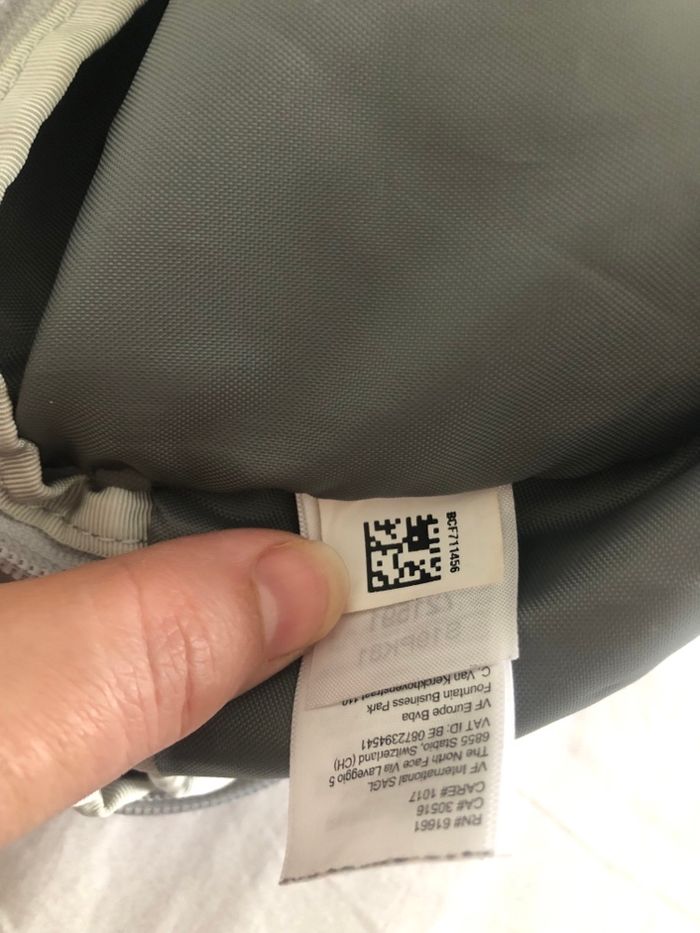 BCF711456
RN# 61661
CA# 30516
CARE# 1017
VF International SAGL
The North Face Via Laveggio 5
6855 Stabio, Switzerland (CH)
VAT ID: BE 0872394541
VF Europe Bvba
Fountain Business Park
C. Van Kerckhovenstraat 110